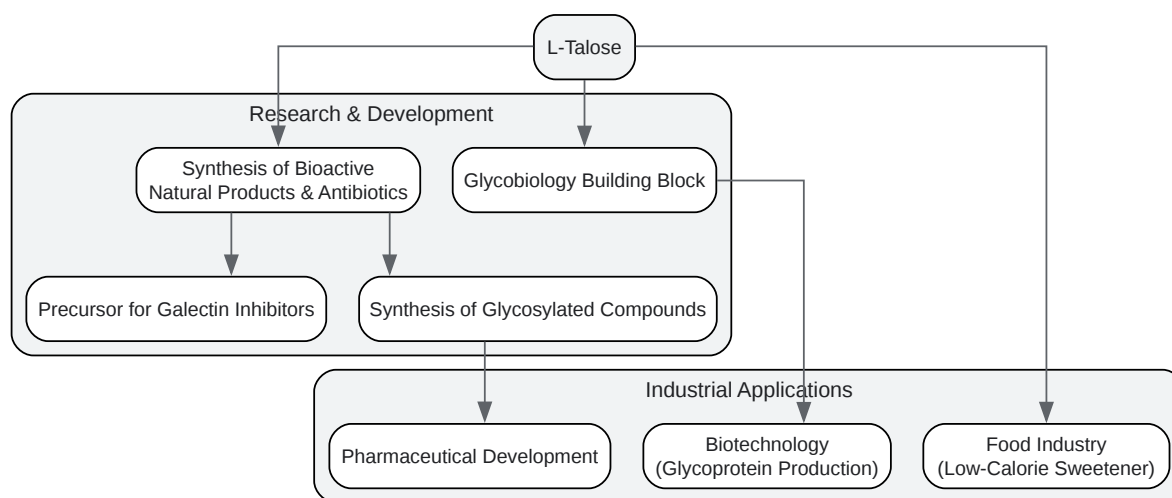 L-Talose
Research & Development
Synthesis of Bioactive
Natural Products & Antibiotics
Glycobiology Building Block
Precursor for Galectin Inhibitors
Synthesis of Glycosylated Compounds
Industrial Applications
Pharmaceutical Development
Biotechnology
(Glycoprotein Production)
Food Industry
(Low-Calorie Sweetener)